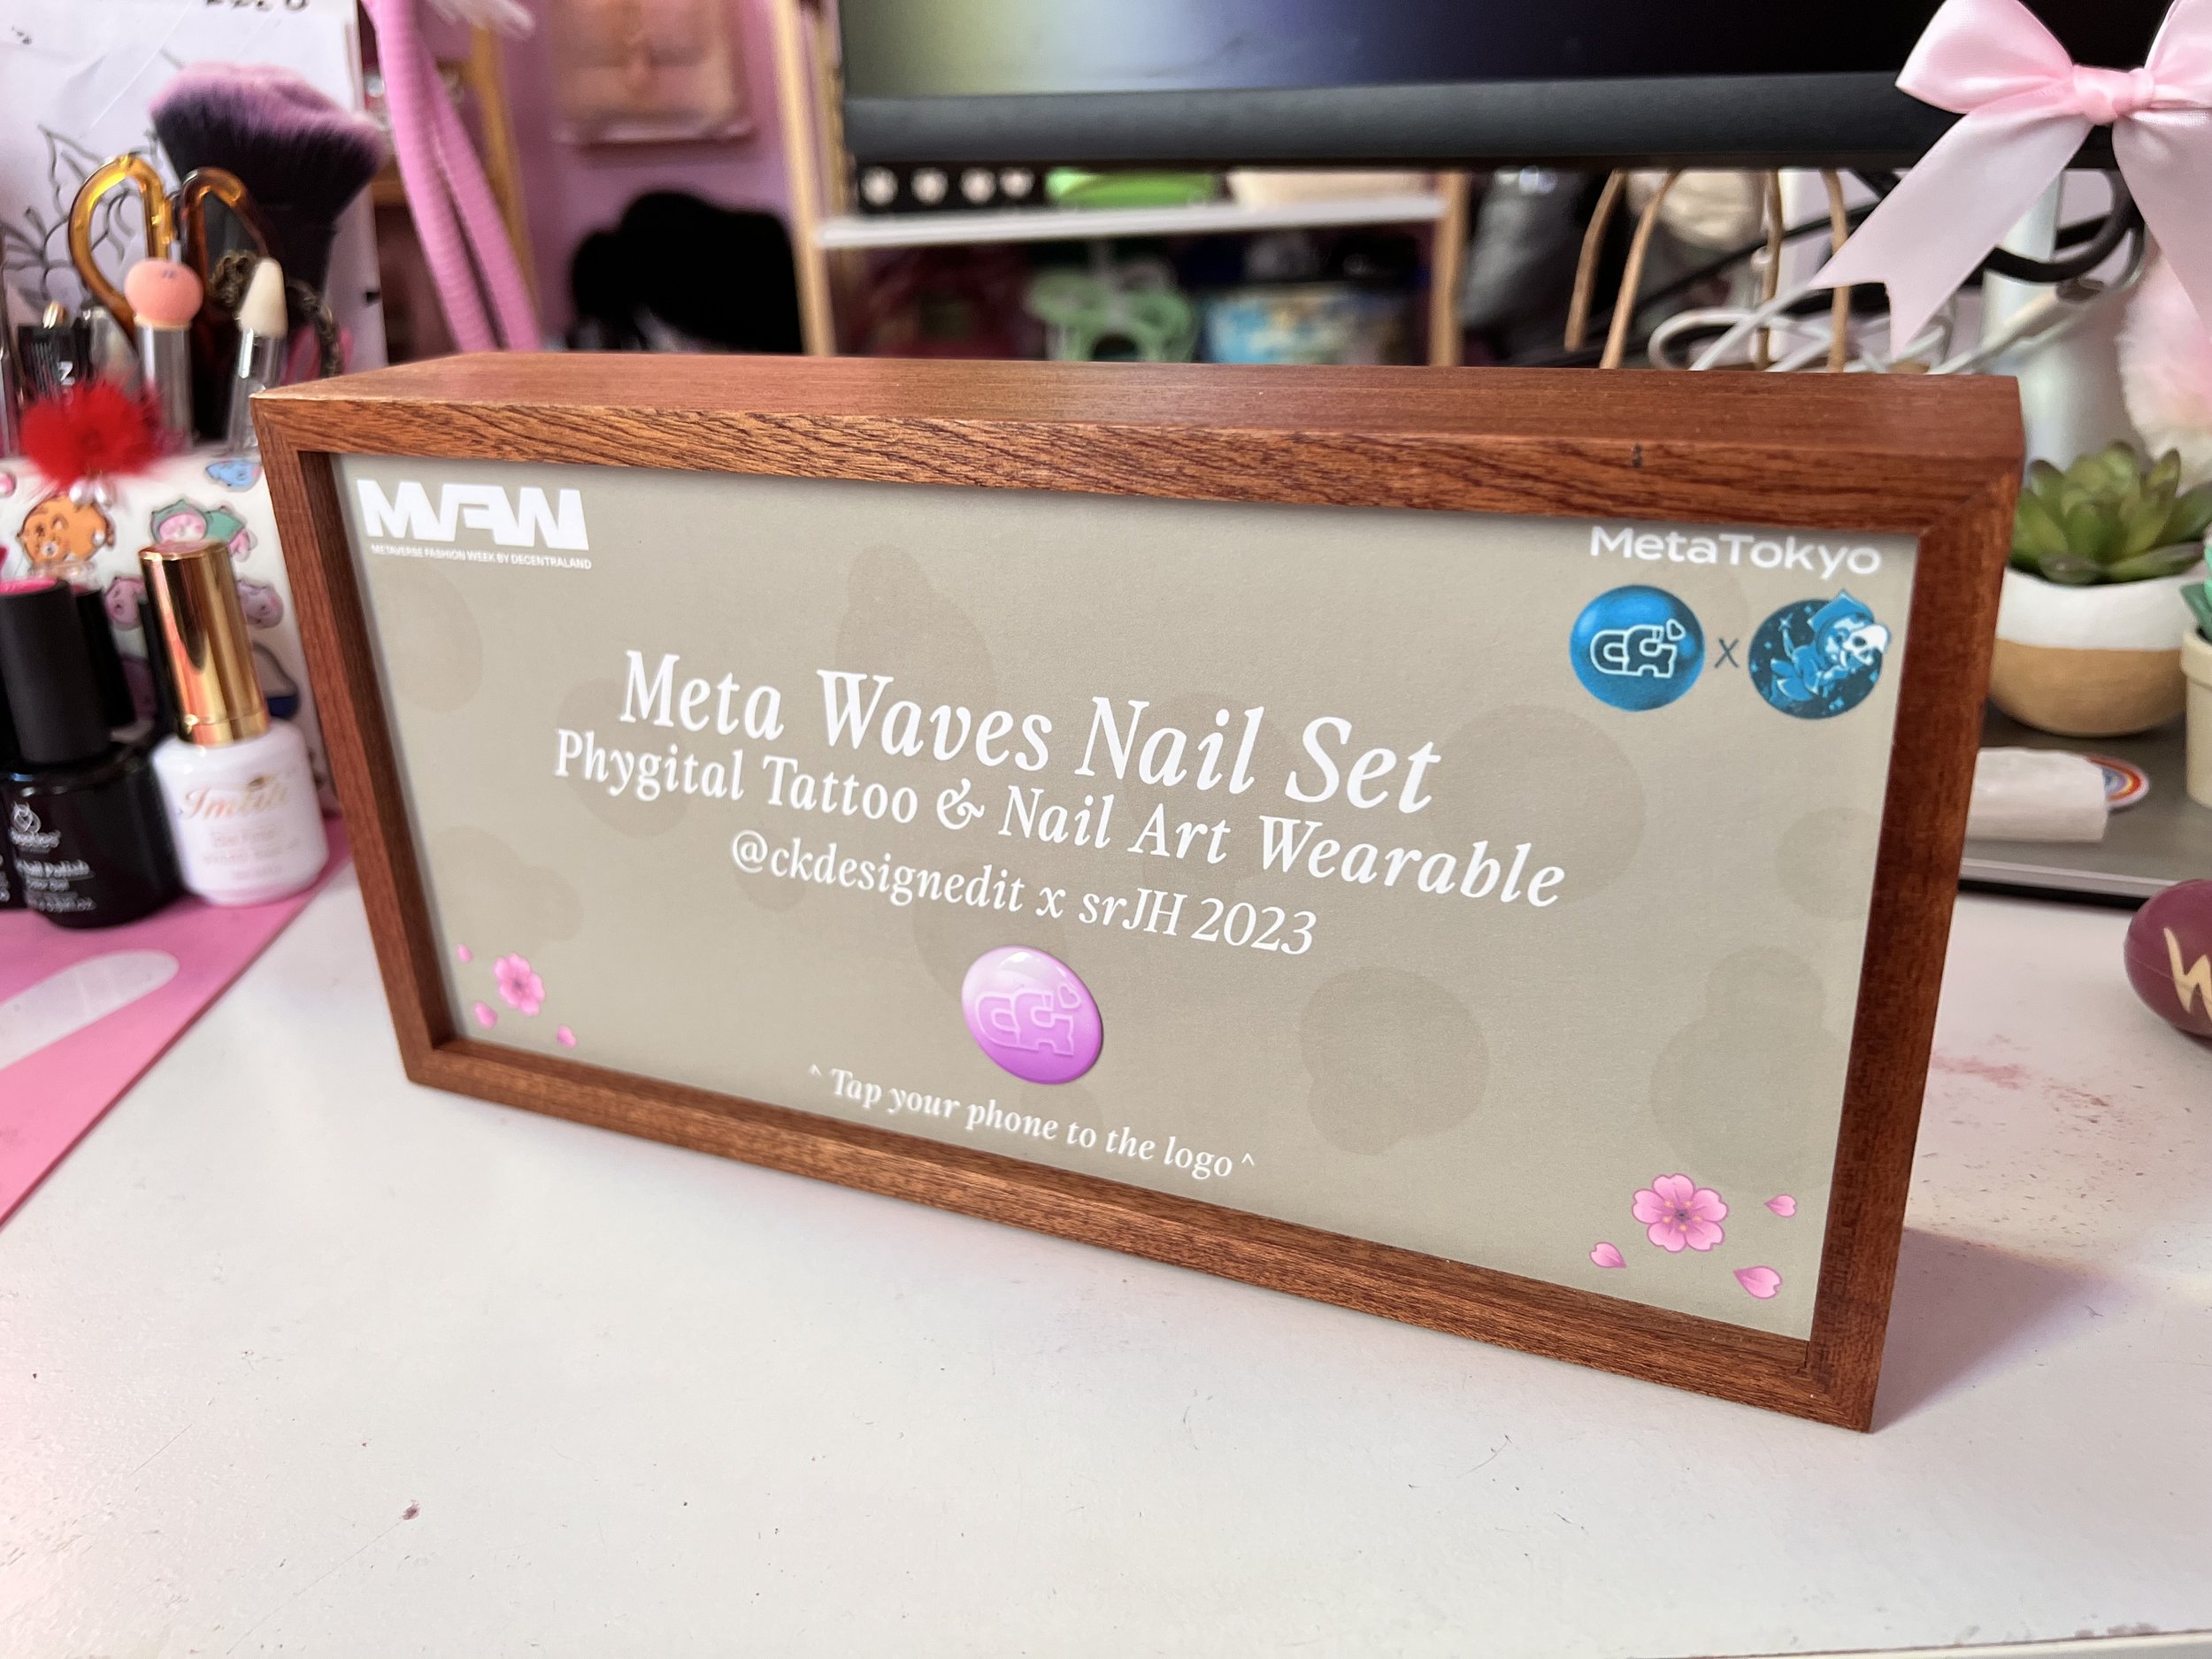 MFW
METAVERSE FASHION WEEK BY DECENTRALAND
MetaTokyo
X
Meta Waves Nail Set
Phygital Tattoo & Nail Art Wearable
@ckdesignedit x srJH 2023
^ Tap your phone to the logo ^
Nail Polish